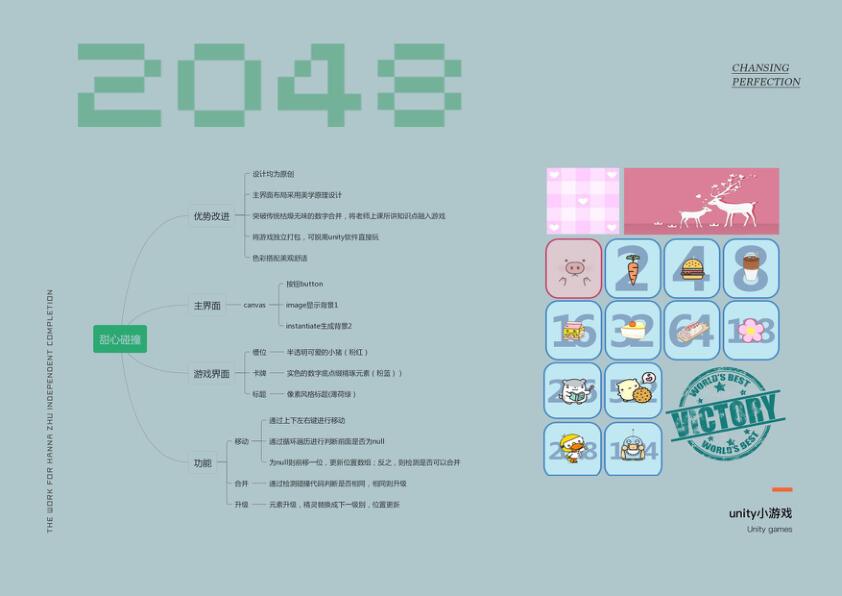 2048
CHANSING
PERFECTION
THE WORK FOR HANNA ZHU INDEPENDENT COMPLETION
甜心碰撞
优势改进
设计均为原创
主界面布局采用美学原理设计
突破传统枯燥无味的数字合并，将老师上课所讲知识点融入游戏
将游戏独立打包，可脱离unity软件直接玩
色彩搭配美观舒适
主界面
canvas
按钮button
image显示背景1
instantiate生成背景2
游戏界面
槽位
半透明可爱的小猪（粉红）
卡牌
实色的数字底点缀精琢元素（粉蓝））
标题
像素风格标题(薄荷绿）
功能
移动
通过上下左右键进行移动
通过循环遍历进行判断前面是否为null
为null则前移一位，更新位置数组；反之，则检测是否可以合并
合并
通过检测碰撞代码判断是否相同，相同则升级
升级
元素升级，精灵替换成下一级别，位置更新
2
4
8
16
32
64
WORLD'S BEST
VICTORY
WORLD'S BEST
unity小游戏
Unity games